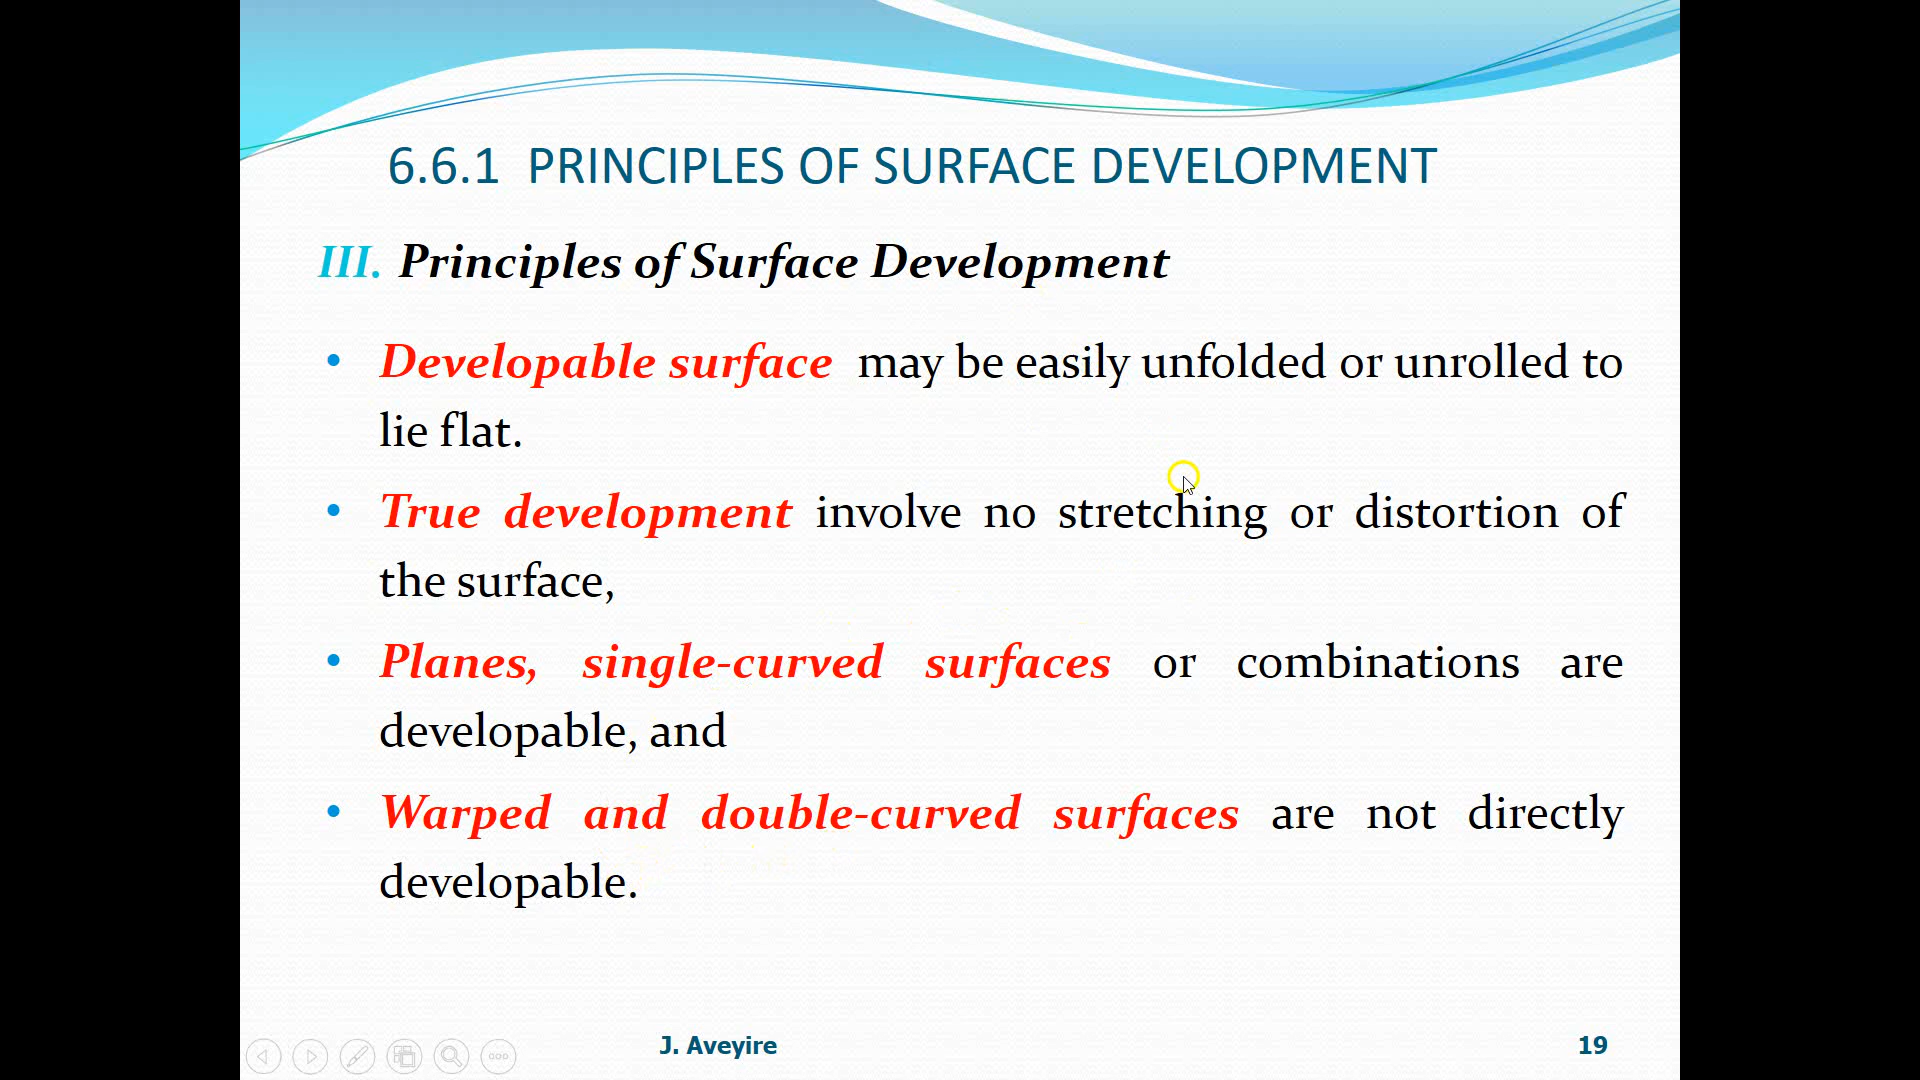 6.6.1 PRINCIPLES OF SURFACE DEVELOPMENT
III. Principles of Surface Development
• Developable surface may be easily unfolded or unrolled to
lie flat.
• True development involve no stretching or distortion of
the surface,
• Planes, single-curved surfaces or combinations are
developable, and
• Warped and double-curved surfaces are not directly
developable.
J. Aveyire
19